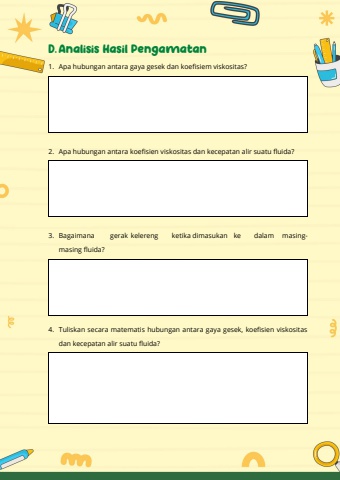 D. Analisis Hasil Pengamatan
1. Apa hubungan antara gaya gesek dan koefisiem viskositas?
2. Apa hubungan antara koefisien viskositas dan kecepatan alir suatu fluida?
3. Bagaimana gerak kelereng ketika dimasukan ke dalam masing-
masing fluida?
4. Tuliskan secara matematis hubungan antara gaya gesek, koefisien viskositas
dan kecepatan alir suatu fluida?